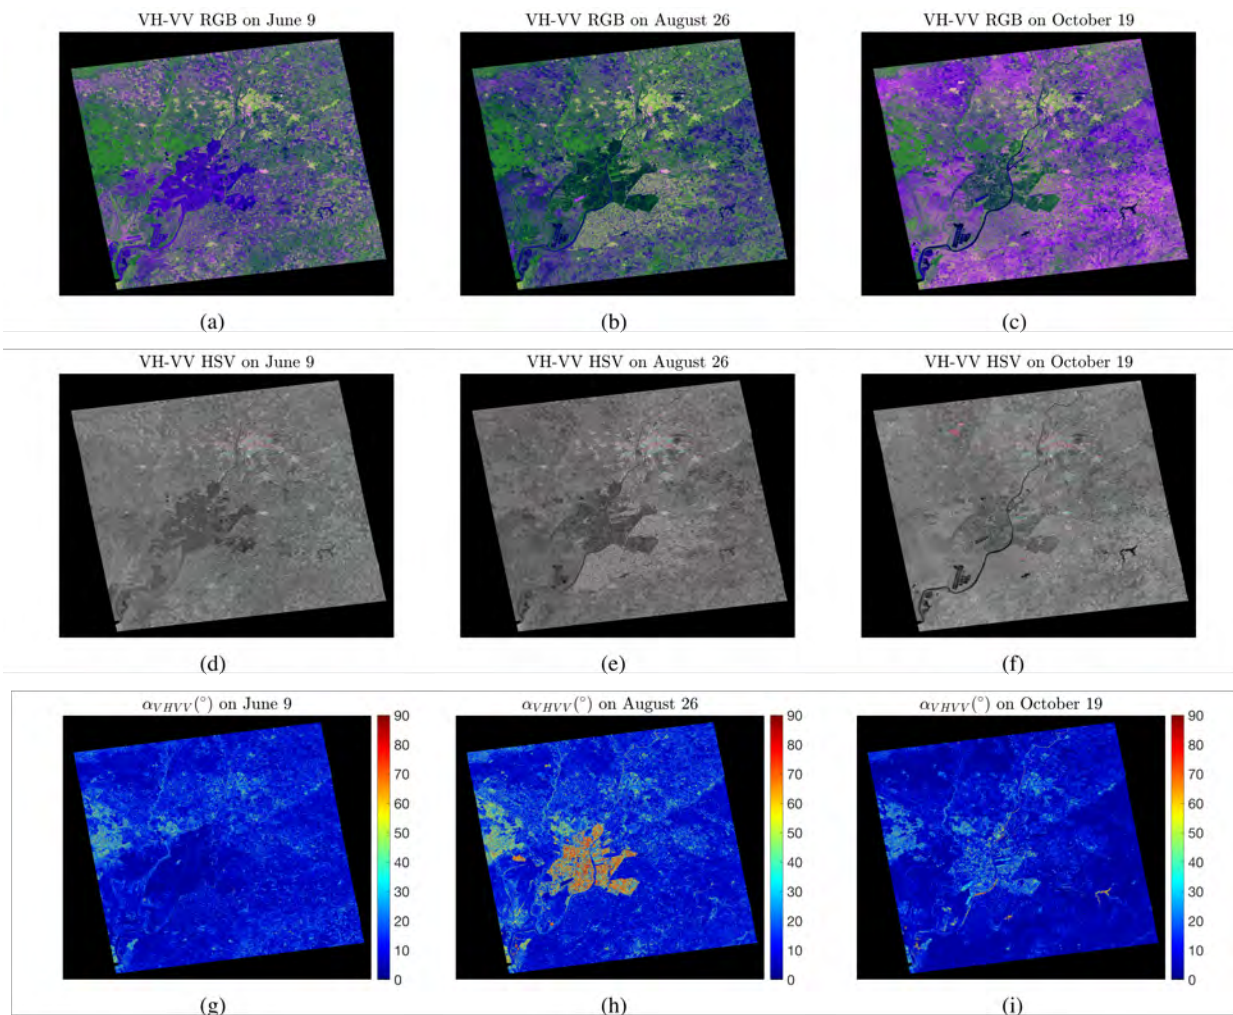 VH-VV RGB on June 9 VH-VV RGB on August 26 VH-VV RGB on October 19
(a) (b) (c)
VH-VV HSV on June 9 VH-VV HSV on August 26 VH-VV HSV on October 19
(d) (e) (f)
α_VHVV(°) on June 9 α_VHVV(°) on August 26 α_VHVV(°) on October 19
90 90 90
80 80 80
70 70 70
60 60 60
50 50 50
40 40 40
30 30 30
20 20 20
10 10 10
0 0 0
(g) (h) (i)